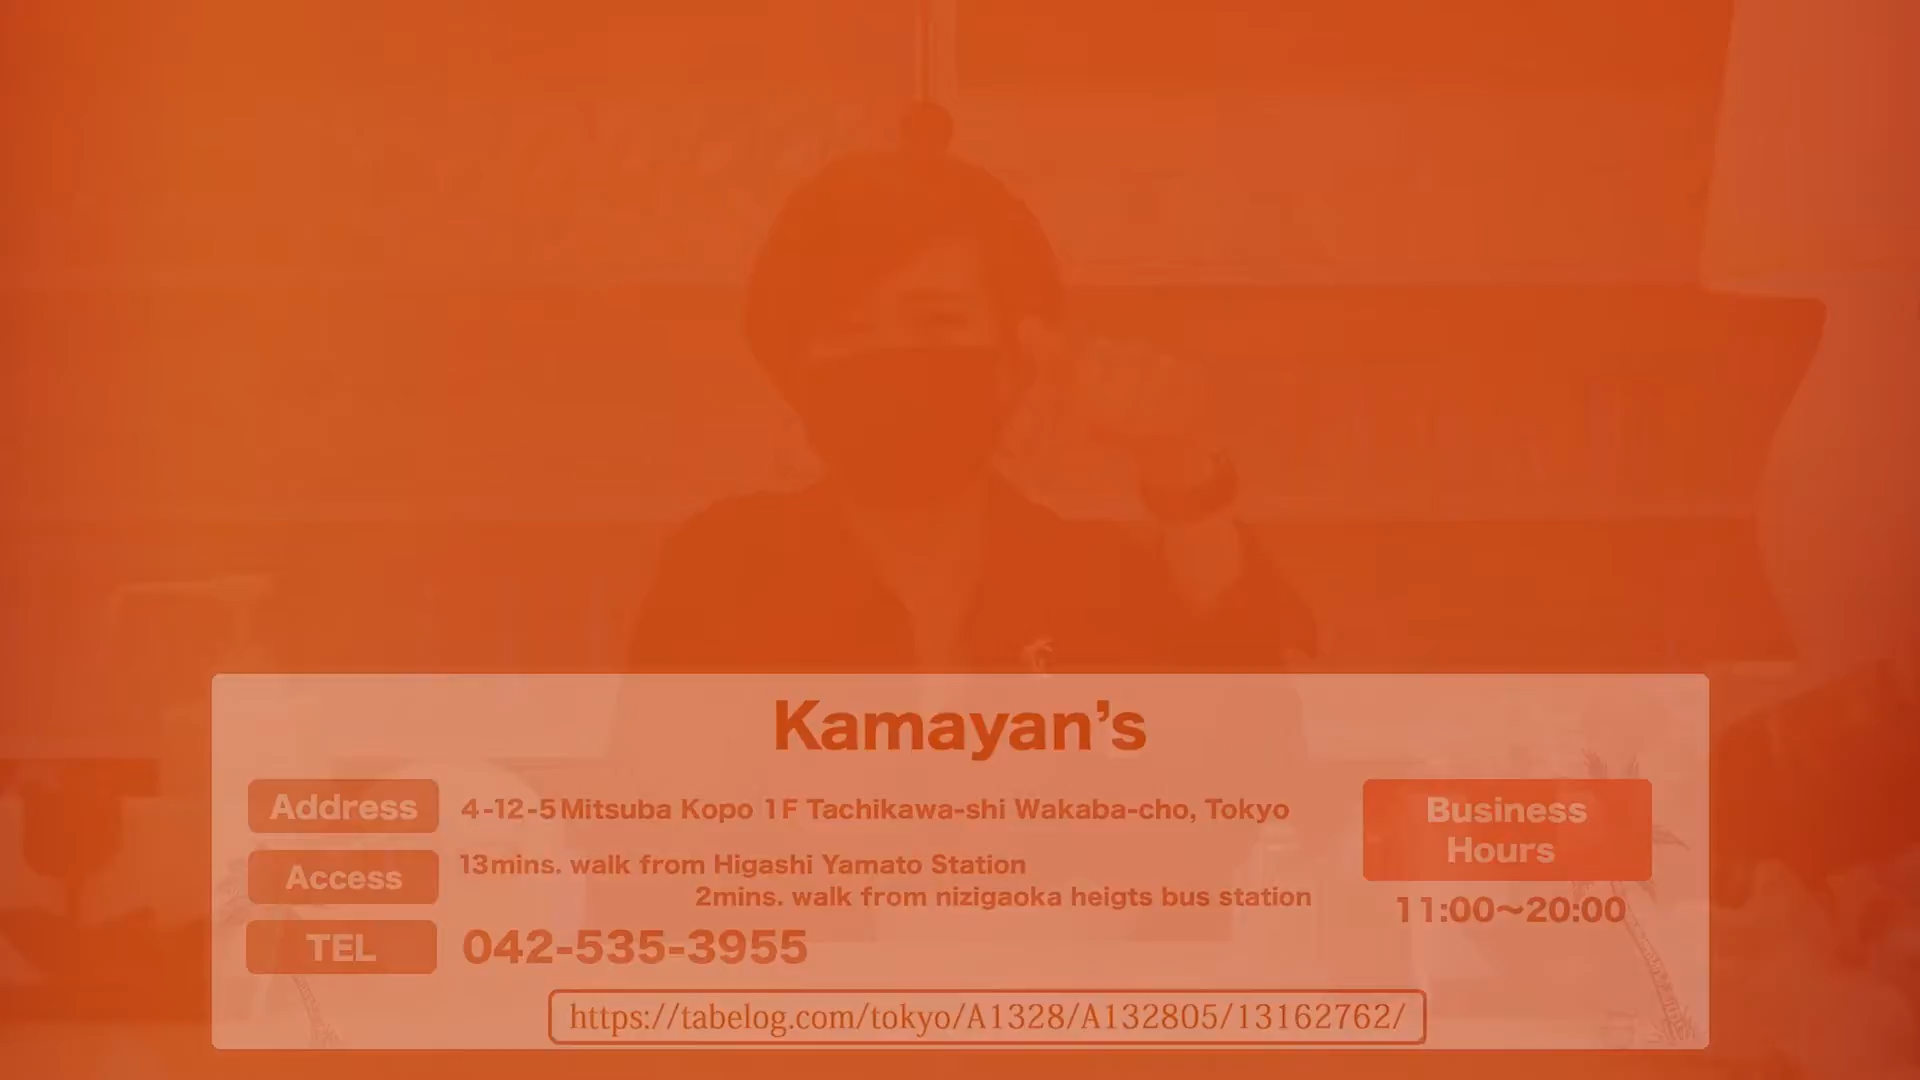 Kamayan's
Address
4-12-5Mitsuba Kopo 1F Tachikawa-shi Wakaba-cho, Tokyo
Access
13mins. walk from Higashi Yamato Station
2mins. walk from nizigaoka heigts bus station
TEL
042-535-3955
Business
Hours
11:00~20:00
https://tabelog.com/tokyo/A1328/A132805/13162762/